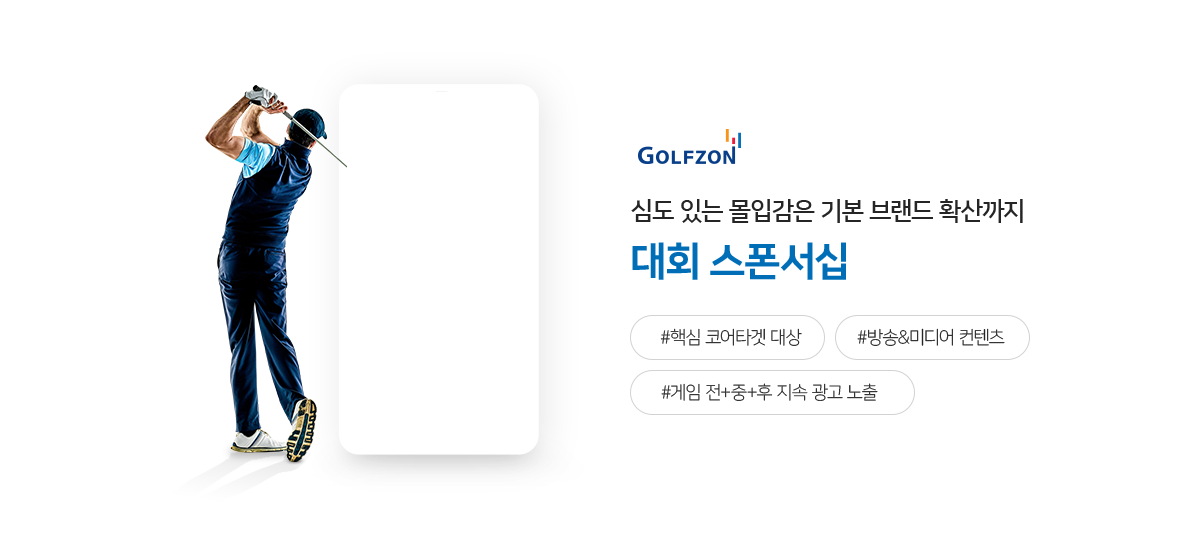 GOLFZON
심도 있는 몰입감은 기본 브랜드 확산까지
대회 스폰서십
#핵심 코어타겟 대상
#방송&미디어 컨텐츠
#게임 전+중+후 지속 광고 노출